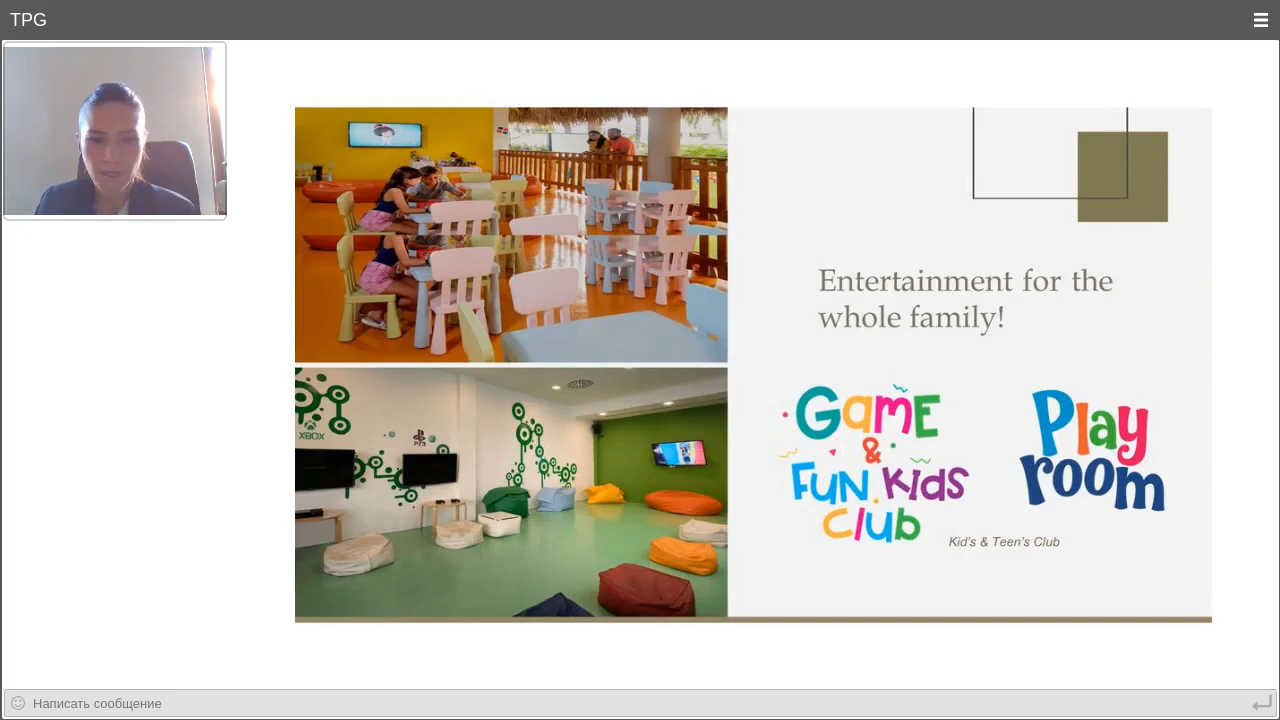 TPG
Entertainment for the
whole family!
XBOX
PS3
GamE
&
Fun Kids
Club
Play
room
Kid's & Teen's Club
Написать сообщение